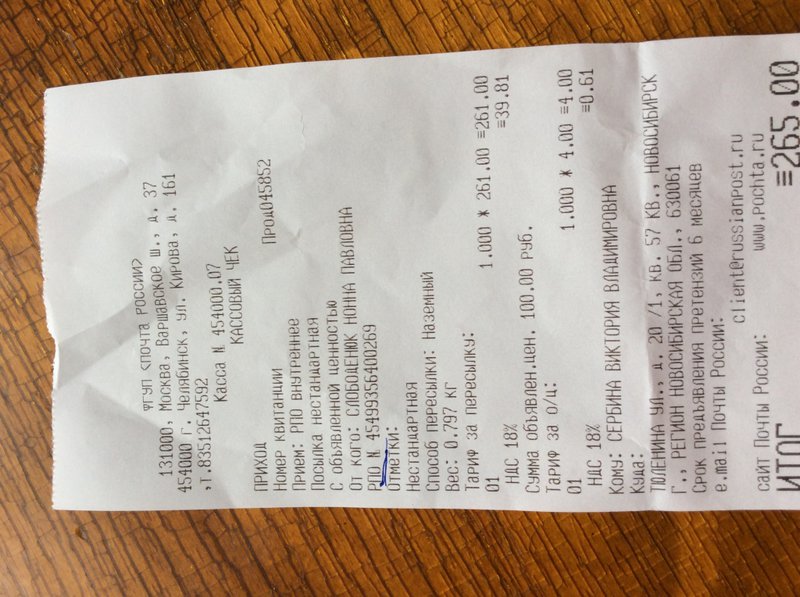 ФГУП <ПОЧТА РОССИИ>
131000, Москва, Варшавское ш., д. 37
454000 г. Челябинск, ул. Кирова, д. 161
,т.83512647592
Касса N 454000.07
КАССОВЫЙ ЧЕК
ПРИХОД Прод045852
Номер квитанции
Прием: РПО внутреннее
Посылка нестандартная
С объявленной ценностью
От кого: СЛОБОДЕНЮК НОННА ПАВЛОВНА
РПО N 45499356400269
Отметки:
Нестандартная
Способ пересылки: Наземный
Вес: 0.797 кг
Тариф за пересылку:
01 1.000 * 261.00 ≡261.00
НДС 18% ≡39.81
Сумма объявлен.цен. 100.00 РУБ.
Тариф за о/ц:
01 1.000 * 4.00 ≡4.00
НДС 18% ≡0.61
Кому: СЕРБИНА ВИКТОРИЯ ВЛАДИМИРОВНА
Куда:
ТЮЛЕНИНА УЛ., д. 20 /1, кв. 57 КВ., НОВОСИБИРСК
Г., РЕГИОН НОВОСИБИРСКАЯ ОБЛ., 630061
Срок предъявления претензий 6 месяцев
e.mail Почты России:
client@russianpost.ru
сайт Почты России: www.pochta.ru
ИТОГ ≡265.00